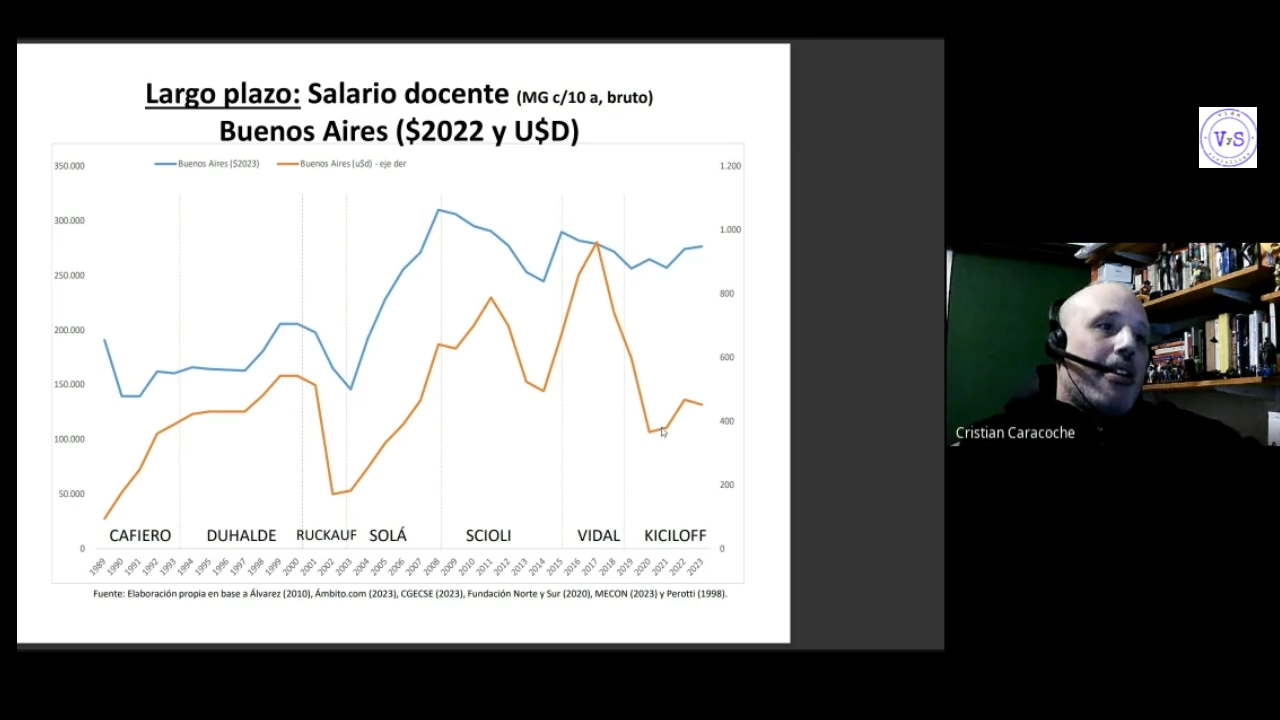 Largo plazo: Salario docente (MG c/10 a, bruto)
Buenos Aires ($2022 y U$D)
Buenos Aires ($2023) Buenos Aires (u$d) - eje der
350.000
300.000
250.000
200.000
150.000
100.000
50.000
0
1.200
1.000
800
600
400
200
0
CAFIERO DUHALDE RUCKAUF SOLÁ SCIOLI VIDAL KICILOFF
1989 1990 1991 1992 1993 1994 1995 1996 1997 1998 1999 2000 2001 2002 2003 2004 2005 2006 2007 2008 2009 2010 2011 2012 2013 2014 2015 2016 2017 2018 2019 2020 2021 2022 2023
Fuente: Elaboración propia en base a Álvarez (2010), Ámbito.com (2023), CGECSE (2023), Fundación Norte y Sur (2020), MECON (2023) y Perotti (1998).
VyS
Cristian Caracoche